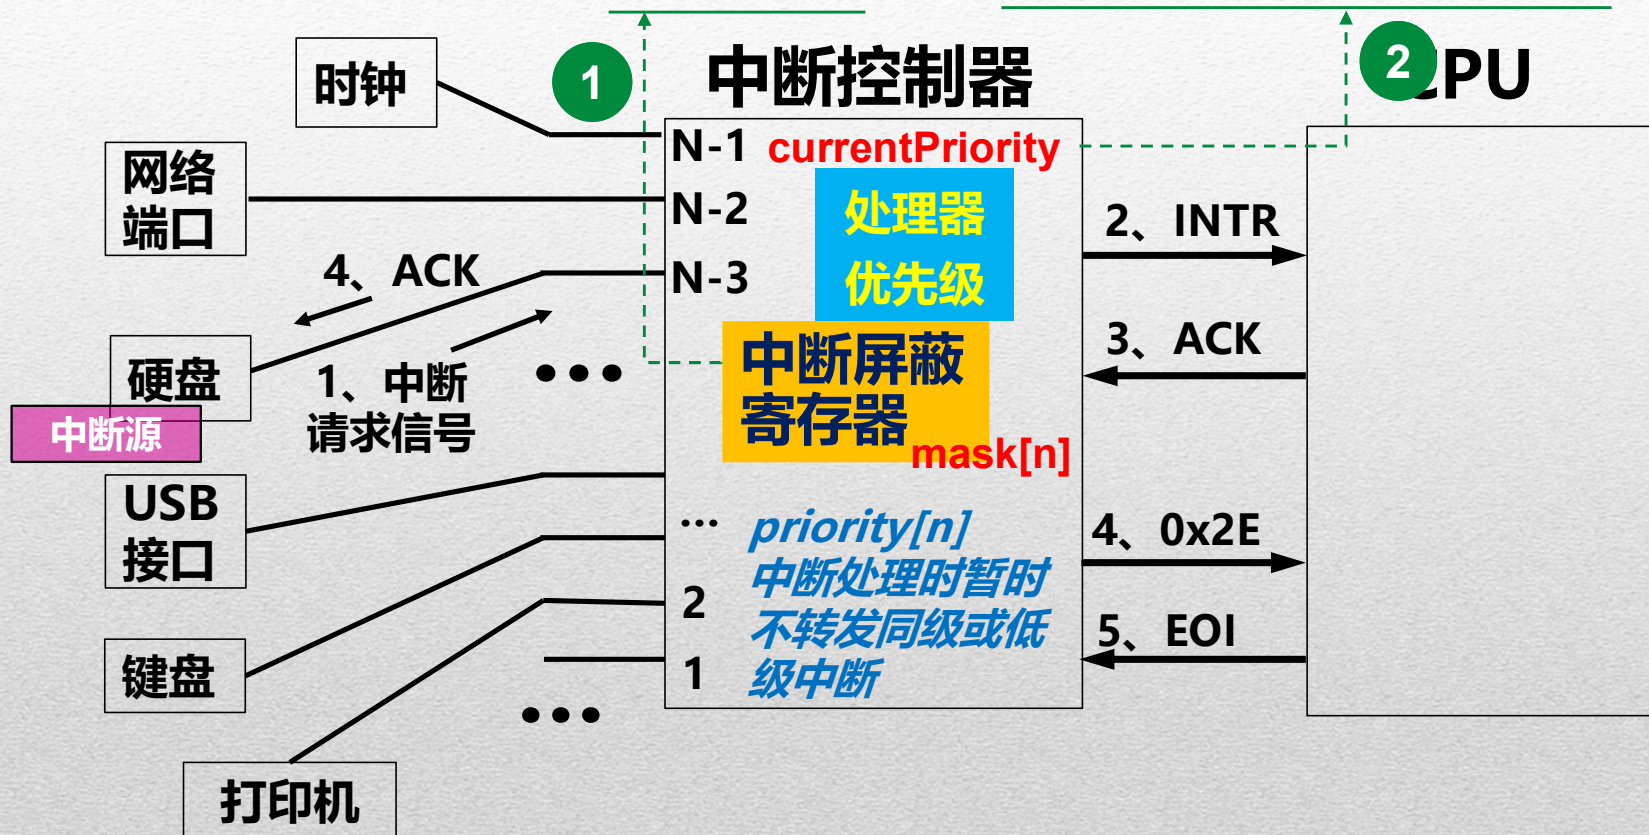 时钟
1
中断控制器
2
PU
网络
端口
N-1
currentPriority
N-2
处理器
2、INTR
4、ACK
N-3
优先级
硬盘
1、中断
请求信号
•••
中断屏蔽
寄存器
mask[n]
3、ACK
中断源
USB
接口
...
priority[n]
中断处理时暂时
不转发同级或低
级中断
4、0x2E
2
5、EOI
键盘
1
•••
打印机